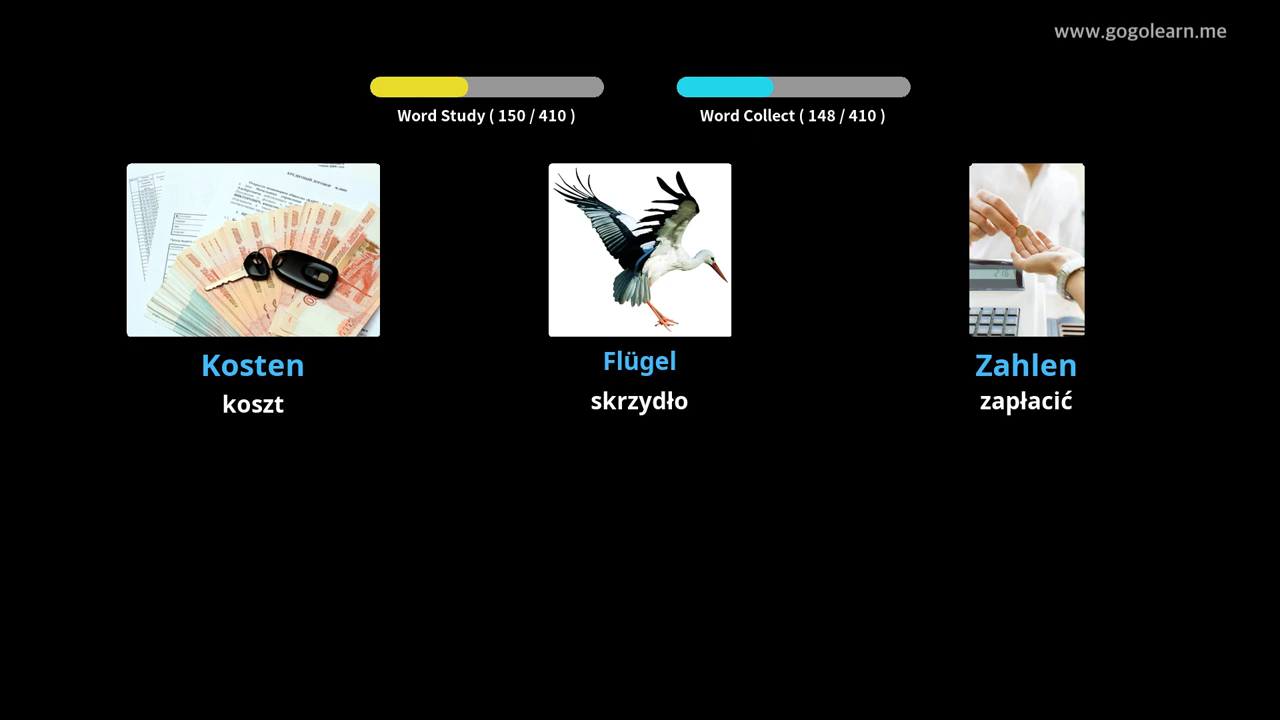 www.gogolearn.me
Word Study ( 150 / 410 )
Word Collect ( 148 / 410 )
Kosten
koszt
Flügel
skrzydło
Zahlen
zapłacić